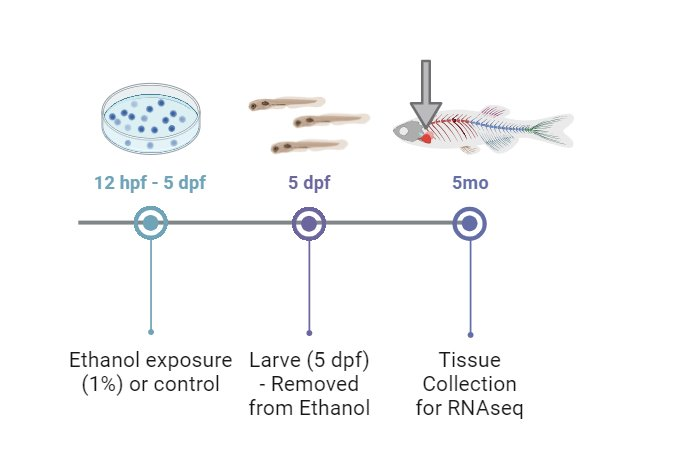 12 hpf - 5 dpf
5 dpf
5mo
Ethanol exposure
(1%) or control
Larve (5 dpf)
- Removed
from Ethanol
Tissue
Collection
for RNAseq